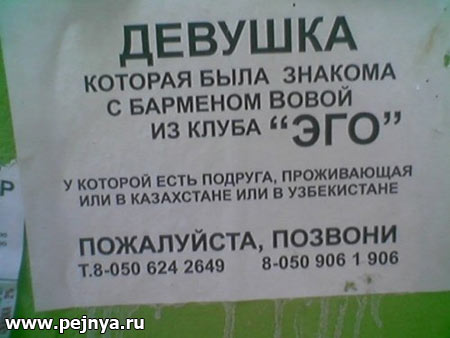 ДЕВУШКА
КОТОРАЯ БЫЛА ЗНАКОМА
С БАРМЕНОМ ВОВОЙ
ИЗ КЛУБА “ЭГО”
У КОТОРОЙ ЕСТЬ ПОДРУГА, ПРОЖИВАЮЩАЯ
ИЛИ В КАЗАХСТАНЕ ИЛИ В УЗБЕКИСТАНЕ
ПОЖАЛУЙСТА, ПОЗВОНИ
Т.8-050 624 2649 8-050 906 1 906
www.pejnya.ru